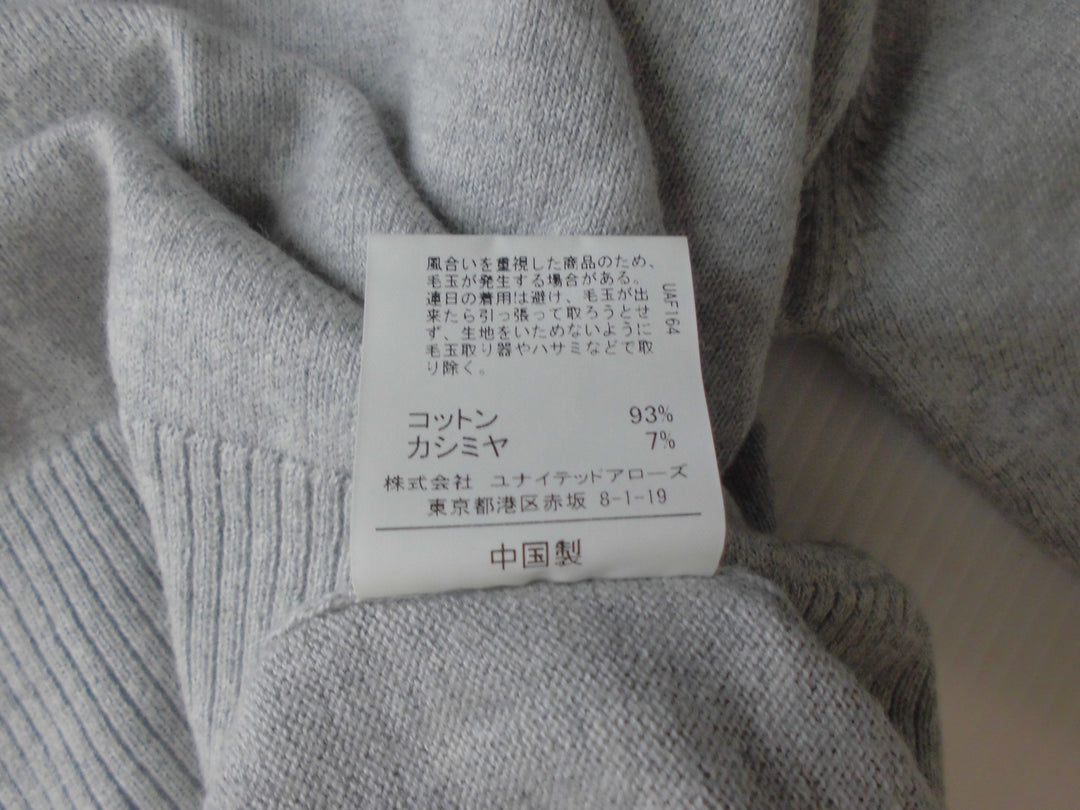 風合いを重視した商品のため、
毛玉が発生する場合がある。
連日の着用は避け、毛玉が出
来たら引っ張って取ろうとせ
ず、生地をいためないように
毛玉取り器やハサミなどで取
り除く。
UAF164
コットン 93%
カシミヤ 7%
株式会社 ユナイテッドアローズ
東京都港区赤坂 8-1-19
中国製